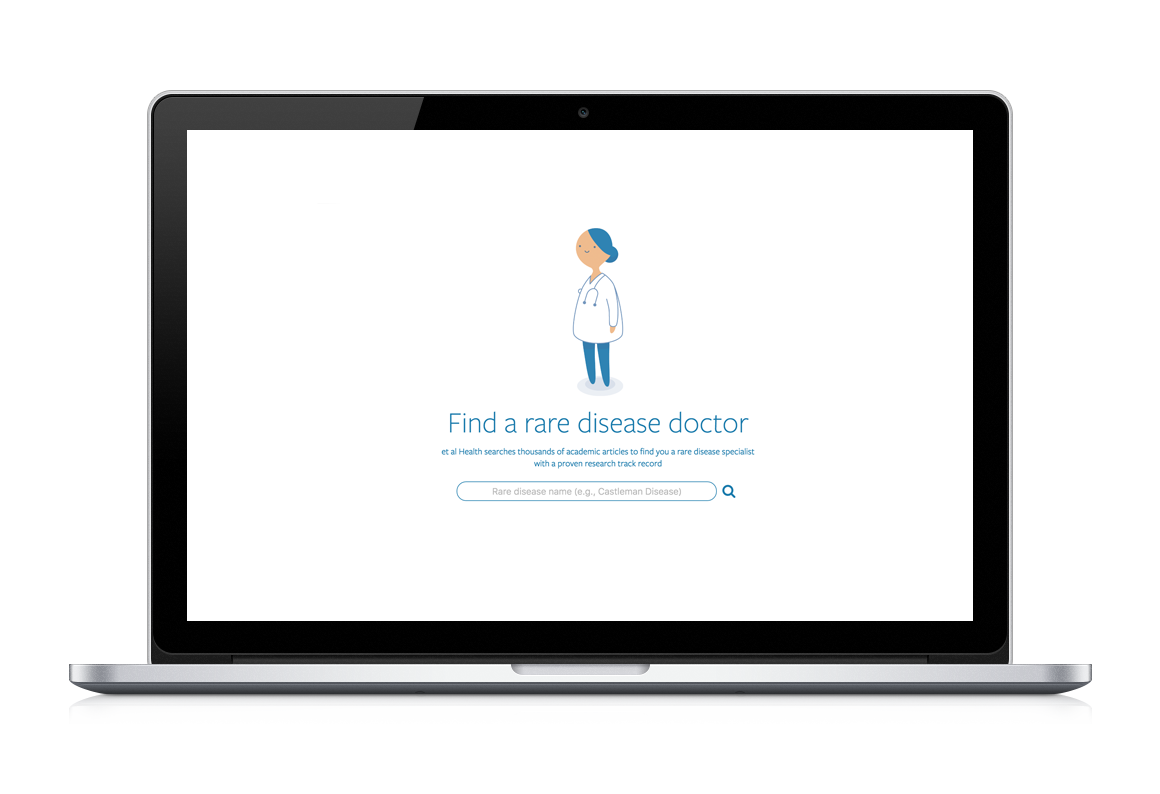 Find a rare disease doctor
et al Health searches thousands of academic articles to find you a rare disease specialist
with a proven research track record
Rare disease name (e.g., Castleman Disease)